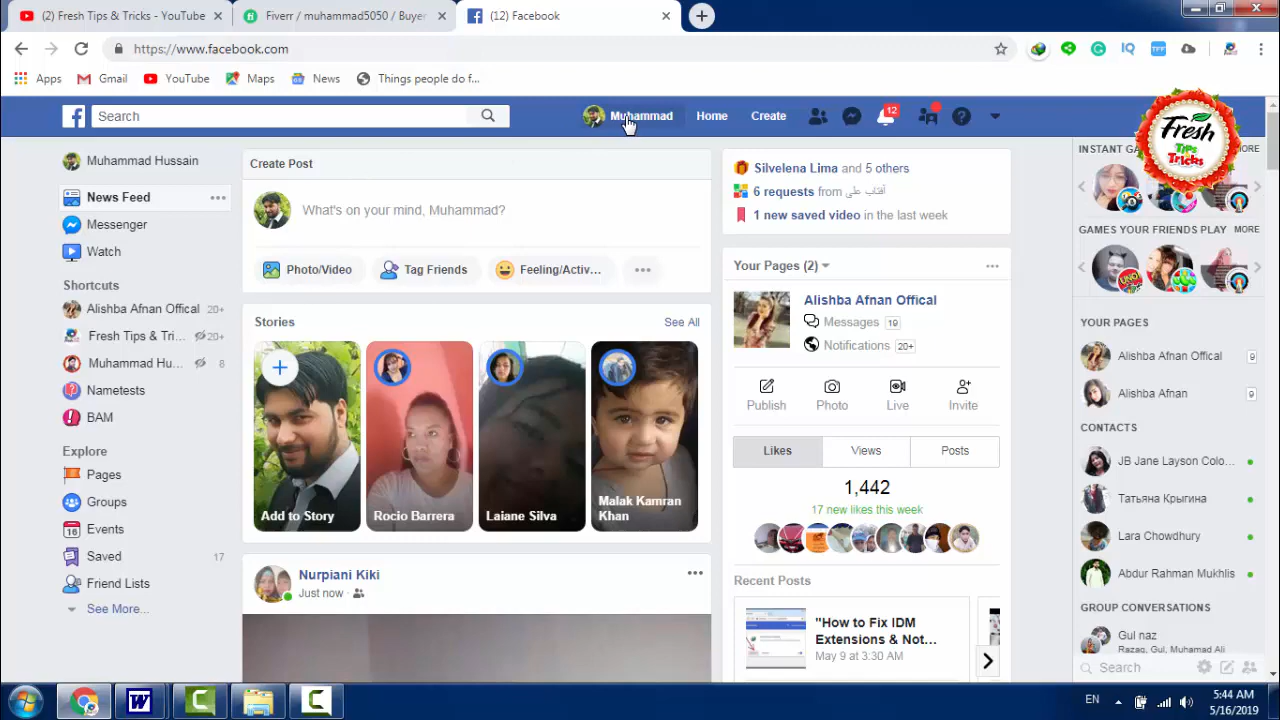 (2) Fresh Tips & Tricks - YouTube
Fiverr / muhammad5050 / Buye
(12) Facebook
https://www.facebook.com
IQ
Apps
Gmail
YouTube
Maps
News
Things people do f...
Search
Muhammad
Home
Create
12
Fresh
Tips
Tricks
Muhammad Hussain
News Feed
Messenger
Watch
Shortcuts
Alishba Afnan Offical 20+
Fresh Tips & Tri... 20+
Muhammad Hu... 8
Nametests
BAM
Explore
Pages
Groups
16
Events
Saved 17
Friend Lists
See More...
Create Post
What's on your mind, Muhammad?
Photo/Video
Tag Friends
Feeling/Activ...
Stories
See All
Add to Story
Rocio Barrera
Laiane Silva
Malak Kamran
Khan
Nurpiani Kiki
Just now
Silvelena Lima and 5 others
6 requests from آفتاب علی
1 new saved video in the last week
Your Pages (2)
Alishba Afnan Offical
Messages 19
Notifications 20+
Publish
Photo
Live
Invite
Likes
Views
Posts
1,442
17 new likes this week
Recent Posts
"How to Fix IDM
Extensions & Not...
May 9 at 3:30 AM
INSTANT GA
ORE
GAMES YOUR FRIENDS PLAY
MORE
UNO
YOUR PAGES
Alishba Afnan Offical 9
Alishba Afnan 9
CONTACTS
JB Jane Layson Colo...
Татьяна Крыгина
Lara Chowdhury
Abdur Rahman Mukhlis
GROUP CONVERSATIONS
Gul naz
Razaq, Gul, Muhamad Ali
Search
EN
5:44 AM
5/16/2019